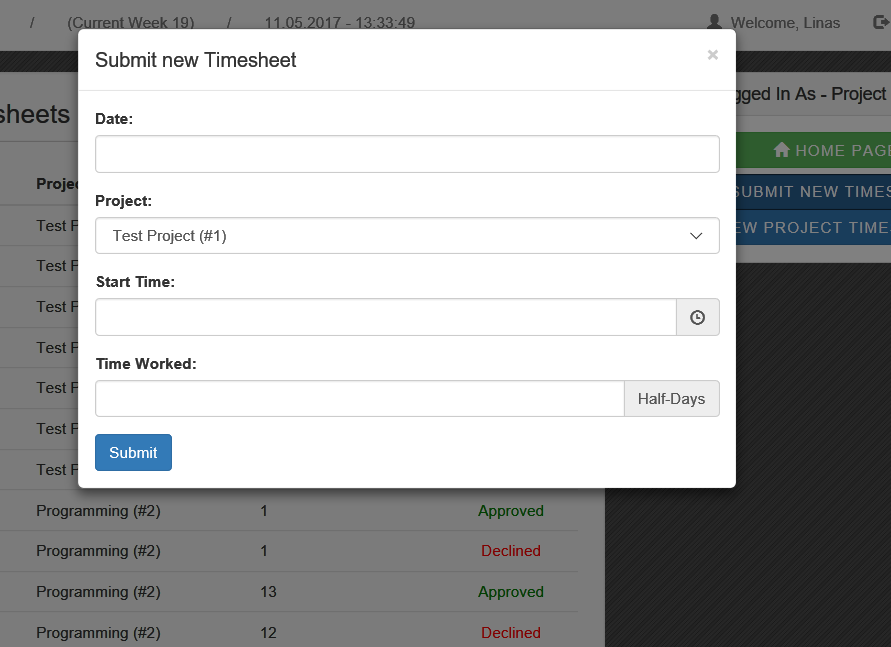 / (Current Week 19) / 11.05.2017 - 13:33:49 Welcome, Linas
Submit new Timesheet ×
gged In As - Project
sheets
Date:
HOME PAGE
Projec
SUBMIT NEW TIMES
Project:
Test P
EW PROJECT TIME
Test Project (#1)
Test P
Start Time:
Test P
Test P
Time Worked:
Test P
Half-Days
Test P
Submit
Test P
Programming (#2) 1 Approved
Programming (#2) 1 Declined
Programming (#2) 13 Approved
Programming (#2) 12 Declined